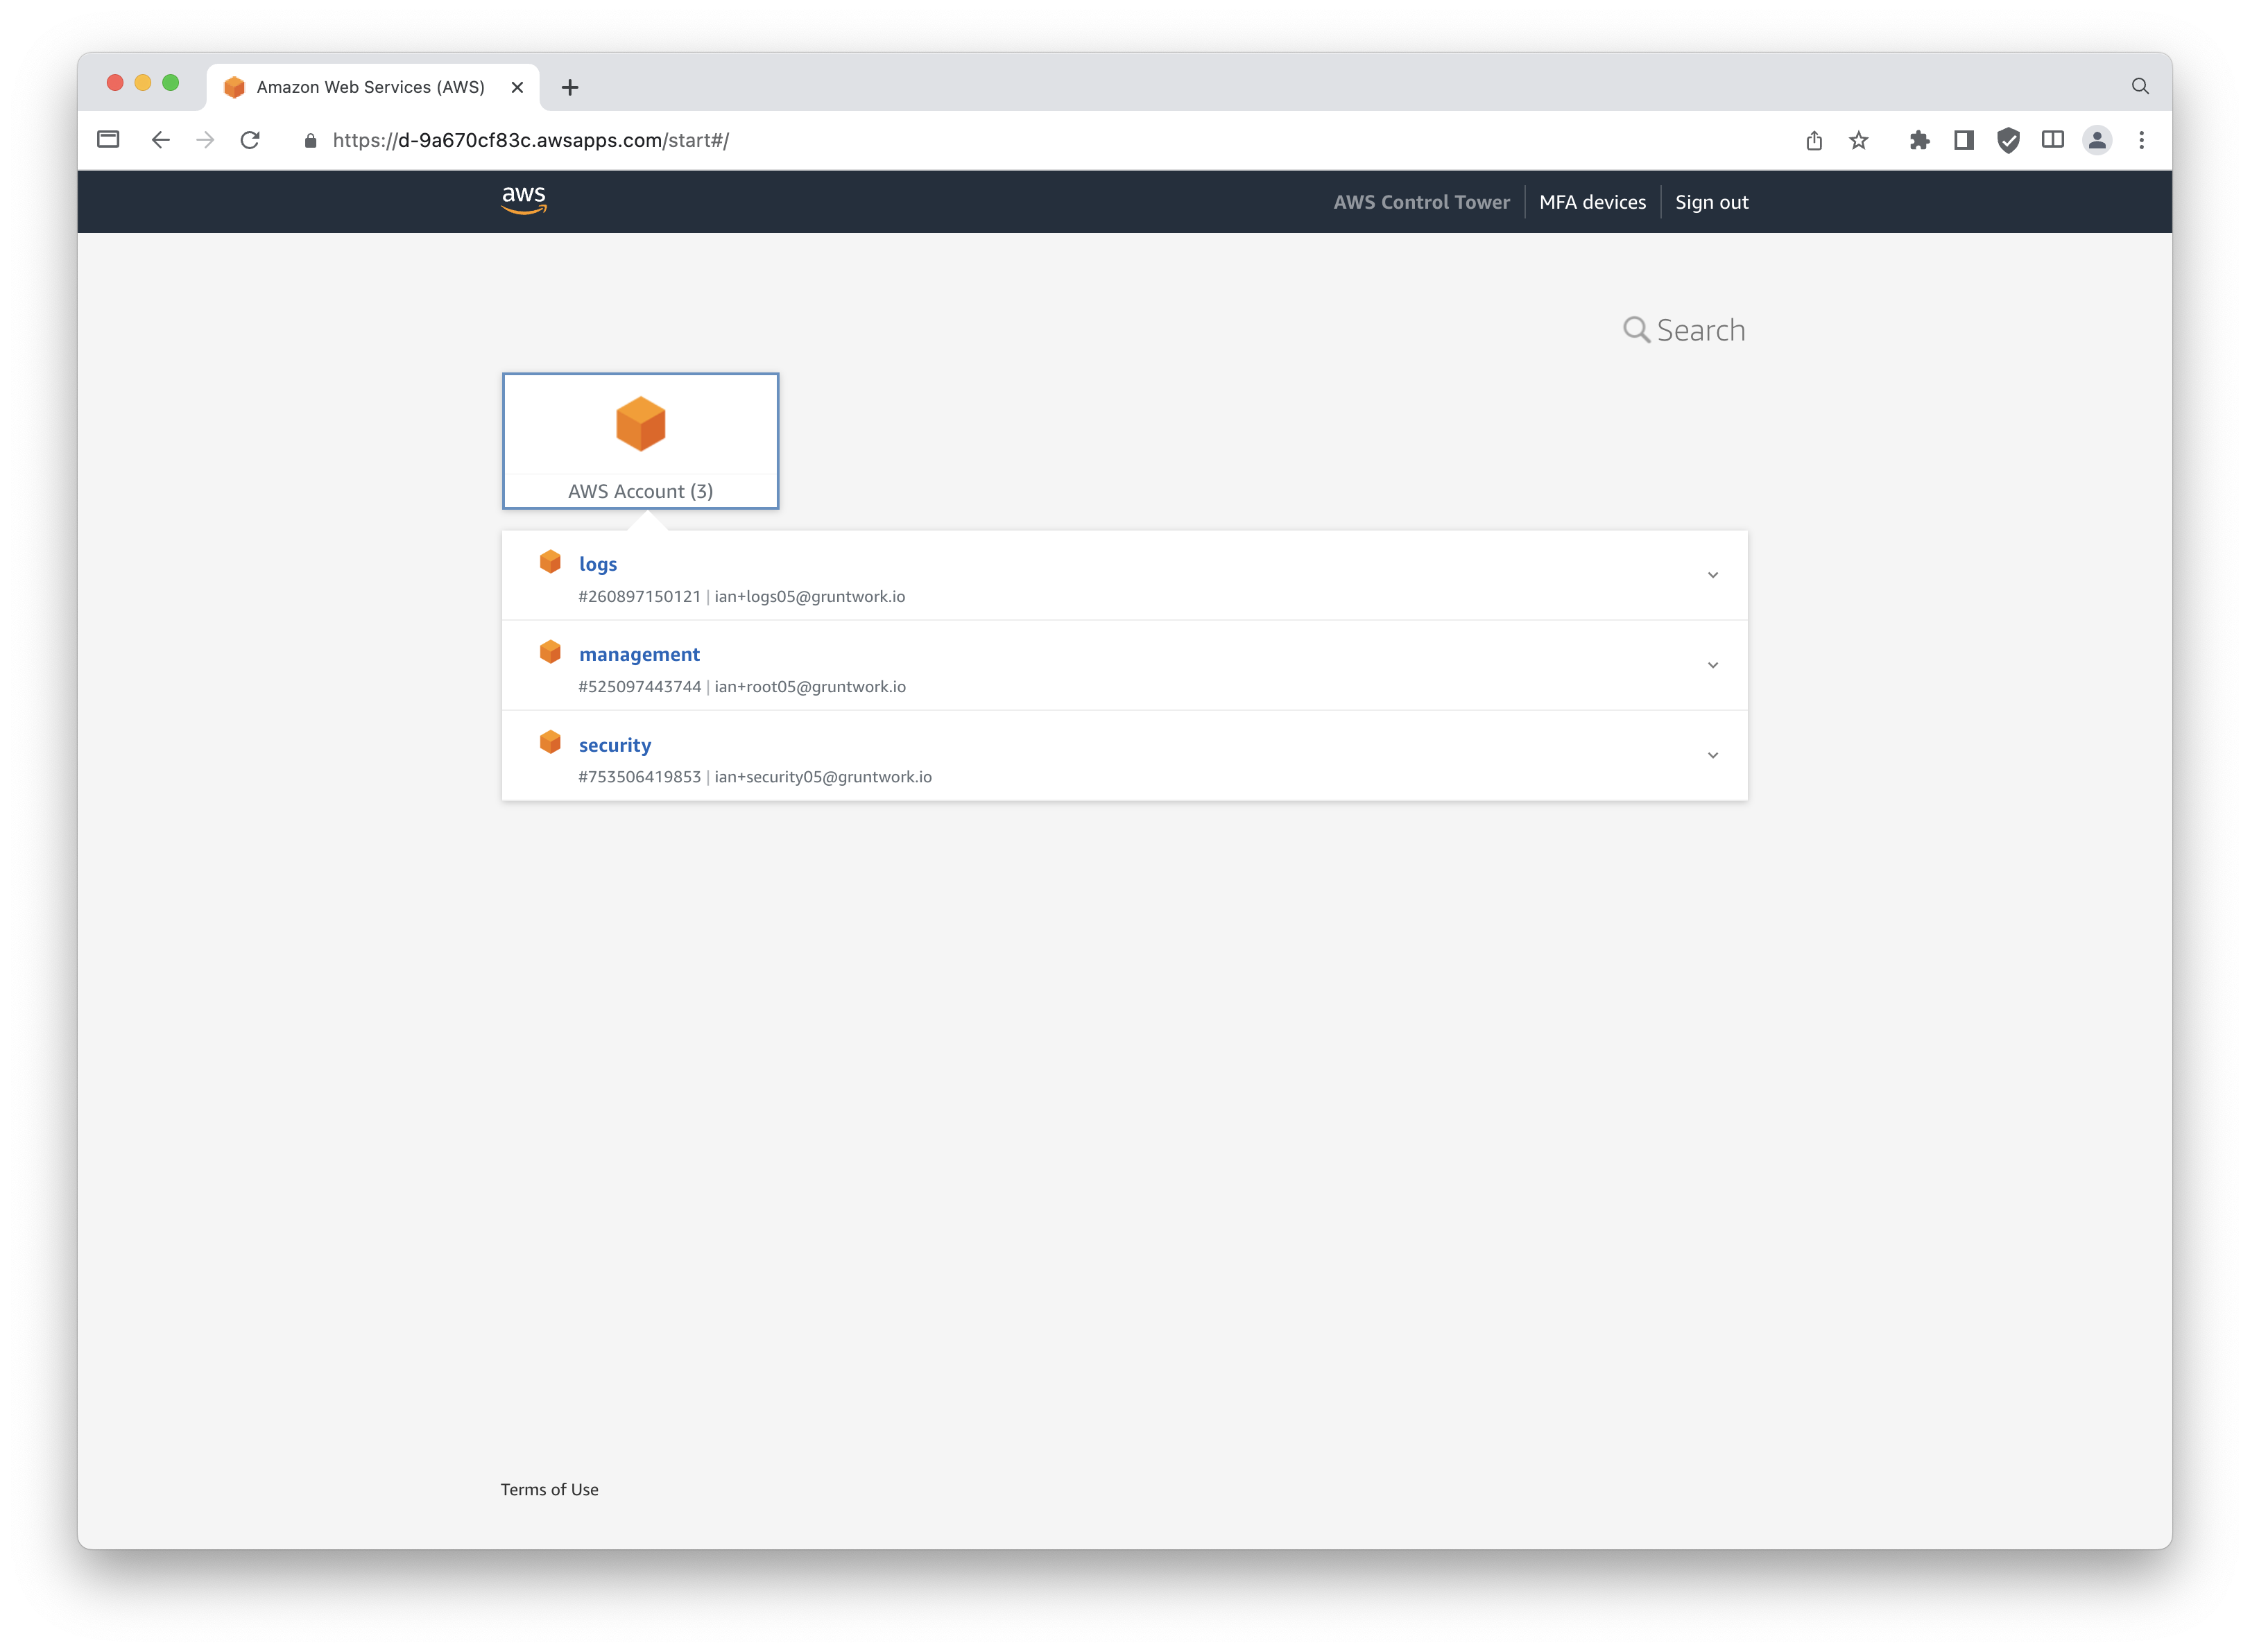 Amazon Web Services (AWS)
https://d-9a670cf83c.awsapps.com/start#/
aws
AWS Control Tower
MFA devices
Sign out
Search
AWS Account (3)
logs
#260897150121 | ian+logs05@gruntwork.io
management
#525097443744 | ian+root05@gruntwork.io
security
#753506419853 | ian+security05@gruntwork.io
Terms of Use